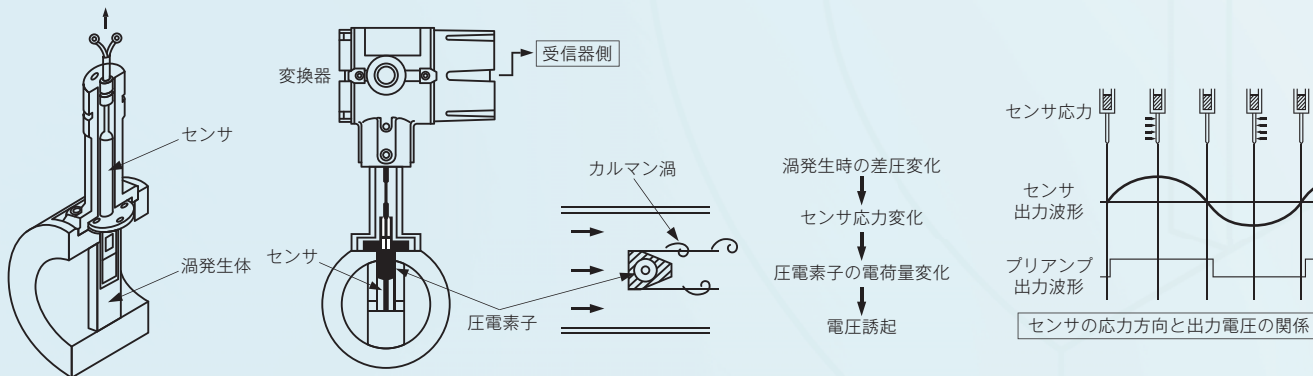 センサ
渦発生体
変換器
受信器側
センサ
圧電素子
カルマン渦
渦発生時の差圧変化
センサ応力変化
圧電素子の電荷量変化
電圧誘起
センサ応力
センサ
出力波形
プリアンプ
出力波形
センサの応力方向と出力電圧の関係